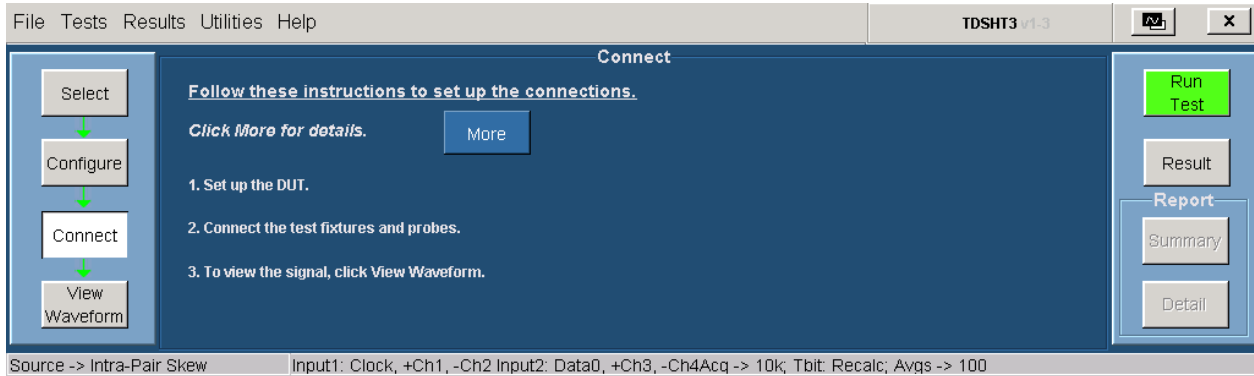 File Tests Results Utilities Help
TDSHT3 v1-3
x
Connect
Select
Configure
Connect
View
Waveform
Follow these instructions to set up the connections.
Click More for details.
More
1. Set up the DUT.
2. Connect the test fixtures and probes.
3. To view the signal, click View Waveform.
Run
Test
Result
Report
Summary
Detail
Source -> Intra-Pair Skew
Input1: Clock, +Ch1, -Ch2 Input2: Data0, +Ch3, -Ch4Acq -> 10k; Tbit: Recalc; Avgs -> 100